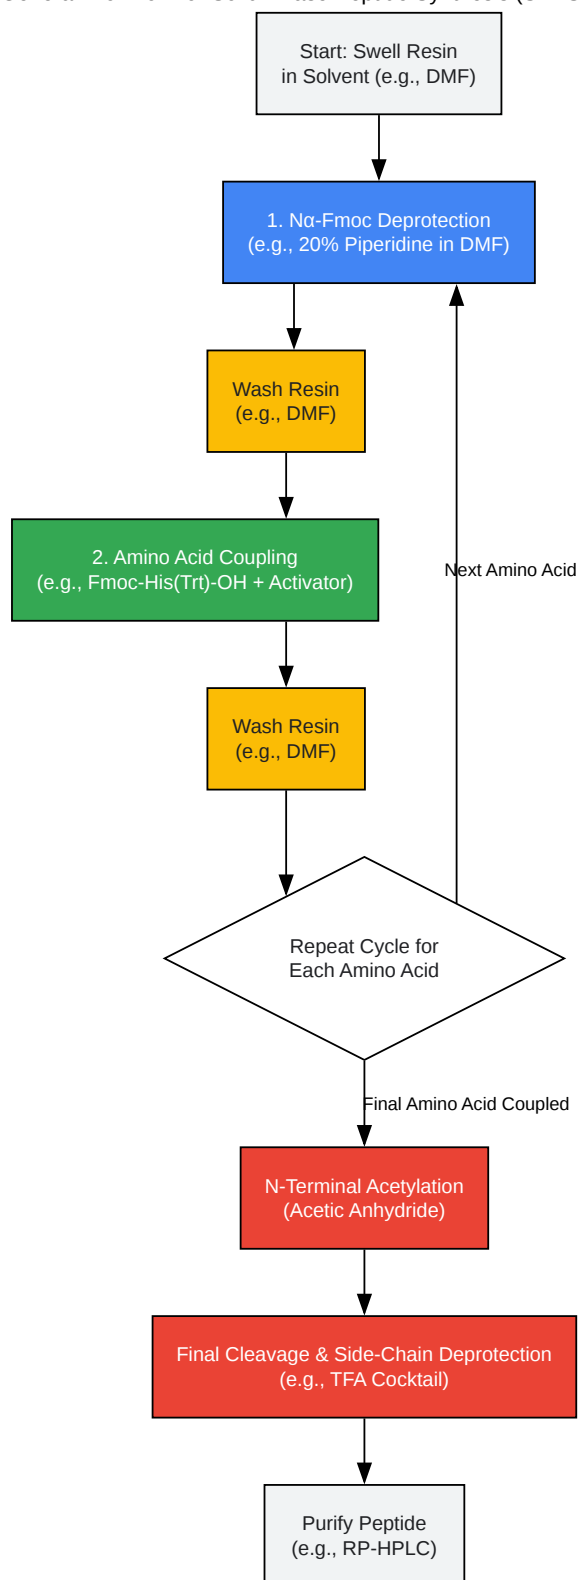 Start: Swell Resin
in Solvent (e.g., DMF)
1. Nα-Fmoc Deprotection
(e.g., 20% Piperidine in DMF)
Wash Resin
(e.g., DMF)
2. Amino Acid Coupling
(e.g., Fmoc-His(Trt)-OH + Activator)
Next Amino Acid
Wash Resin
(e.g., DMF)
Repeat Cycle for
Each Amino Acid
Final Amino Acid Coupled
N-Terminal Acetylation
(Acetic Anhydride)
Final Cleavage & Side-Chain Deprotection
(e.g., TFA Cocktail)
Purify Peptide
(e.g., RP-HPLC)